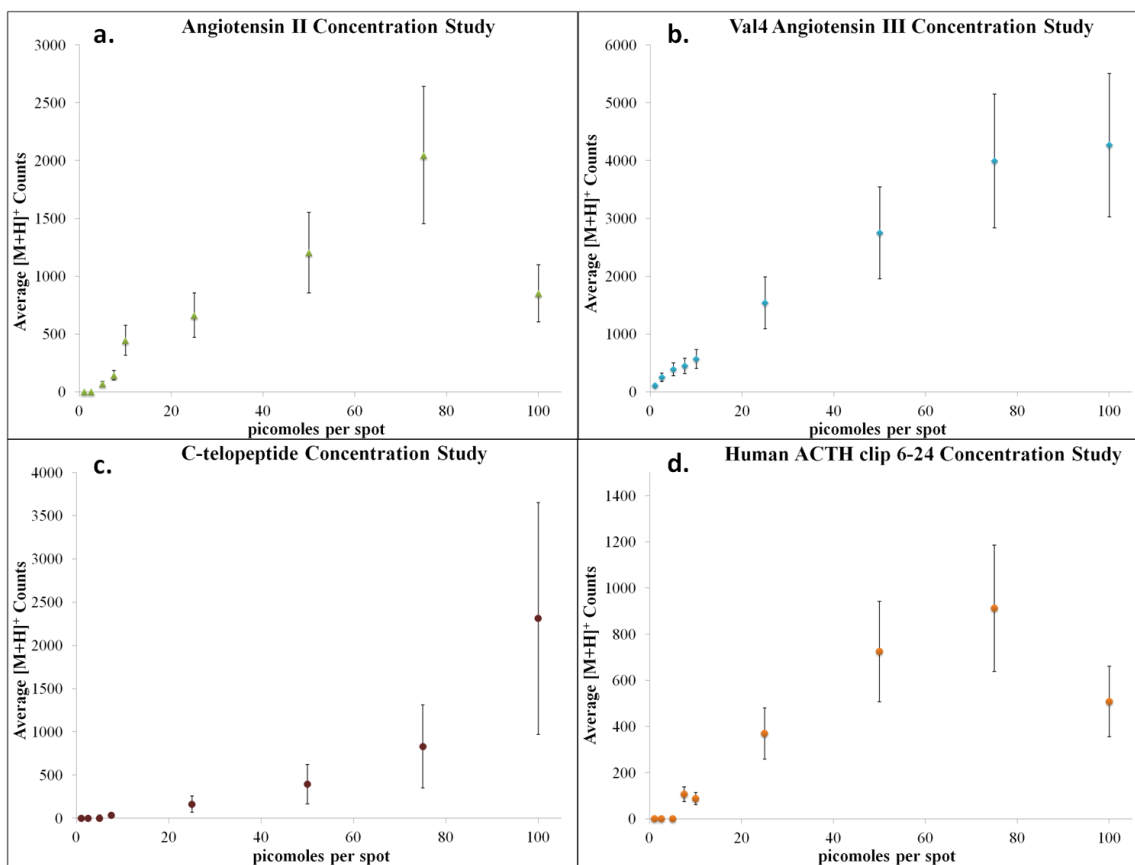 a.
Angiotensin II Concentration Study
Average [M+H]⁺ Counts
3000
2500
2000
1500
1000
500
0
0 20 40 60 80 100
picomoles per spot
b.
Val4 Angiotensin III Concentration Study
Average [M+H]⁺ Counts
6000
5000
4000
3000
2000
1000
0
0 20 40 60 80 100
picomoles per spot
c.
C-telopeptide Concentration Study
Average [M+H]⁺ Counts
4000
3500
3000
2500
2000
1500
1000
500
0
0 20 40 60 80 100
picomoles per spot
d.
Human ACTH clip 6-24 Concentration Study
Average [M+H]⁺ Counts
1400
1200
1000
800
600
400
200
0
0 20 40 60 80 100
picomoles per spot